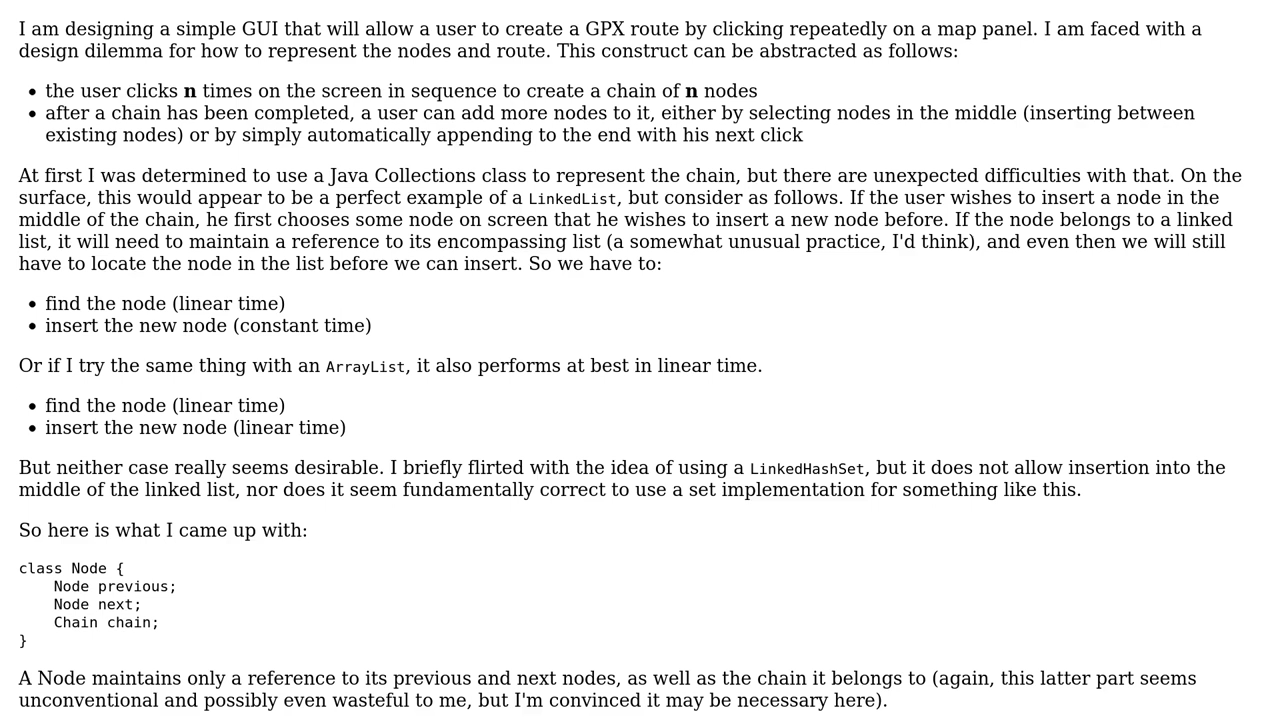 I am designing a simple GUI that will allow a user to create a GPX route by clicking repeatedly on a map panel. I am faced with a
design dilemma for how to represent the nodes and route. This construct can be abstracted as follows:
• the user clicks n times on the screen in sequence to create a chain of n nodes
• after a chain has been completed, a user can add more nodes to it, either by selecting nodes in the middle (inserting between
existing nodes) or by simply automatically appending to the end with his next click
At first I was determined to use a Java Collections class to represent the chain, but there are unexpected difficulties with that. On the
surface, this would appear to be a perfect example of a LinkedList, but consider as follows. If the user wishes to insert a node in the
middle of the chain, he first chooses some node on screen that he wishes to insert a new node before. If the node belongs to a linked
list, it will need to maintain a reference to its encompassing list (a somewhat unusual practice, I'd think), and even then we will still
have to locate the node in the list before we can insert. So we have to:
• find the node (linear time)
• insert the new node (constant time)
Or if I try the same thing with an ArrayList, it also performs at best in linear time.
• find the node (linear time)
• insert the new node (linear time)
But neither case really seems desirable. I briefly flirted with the idea of using a LinkedHashSet, but it does not allow insertion into the
middle of the linked list, nor does it seem fundamentally correct to use a set implementation for something like this.
So here is what I came up with:
class Node {
    Node previous;
    Node next;
    Chain chain;
}
A Node maintains only a reference to its previous and next nodes, as well as the chain it belongs to (again, this latter part seems
unconventional and possibly even wasteful to me, but I'm convinced it may be necessary here).